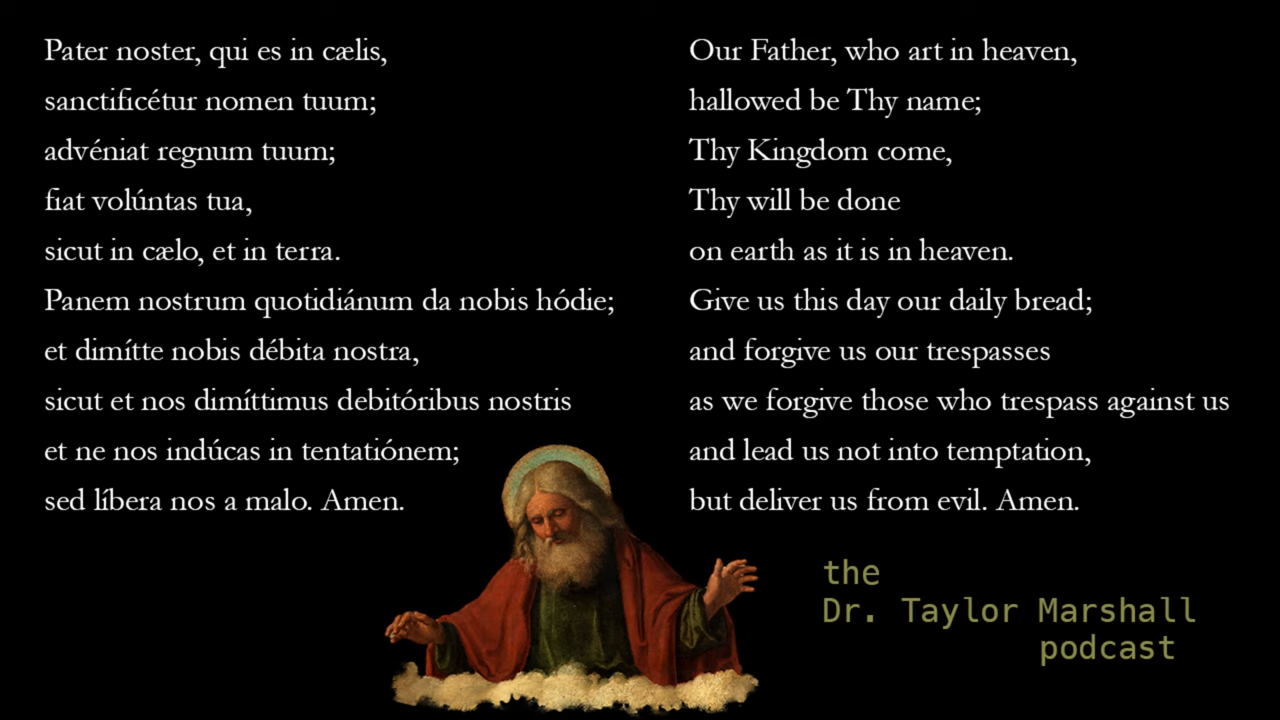 Pater noster, qui es in cælis,
sanctificétur nomen tuum;
advéniat regnum tuum;
fiat volúntas tua,
sicut in cælo, et in terra.
Panem nostrum quotidiánum da nobis hódie;
et dimítte nobis débita nostra,
sicut et nos dimíttimus debitóribus nostris
et ne nos indúcas in tentatiónem;
sed líbera nos a malo. Amen.
Our Father, who art in heaven,
hallowed be Thy name;
Thy Kingdom come,
Thy will be done
on earth as it is in heaven.
Give us this day our daily bread;
and forgive us our trespasses
as we forgive those who trespass against us
and lead us not into temptation,
but deliver us from evil. Amen.
the
Dr. Taylor Marshall
podcast